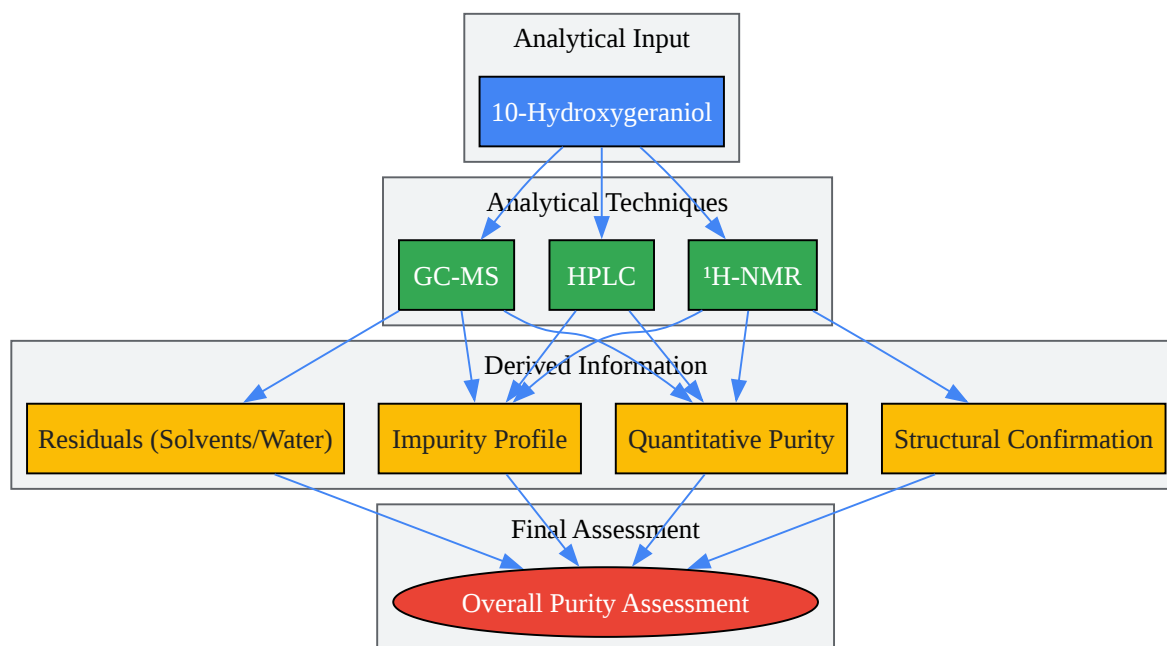 Analytical Input
10-Hydroxygeraniol
Analytical Techniques
GC-MS
HPLC
¹H-NMR
Derived Information
Residuals (Solvents/Water)
Impurity Profile
Quantitative Purity
Structural Confirmation
Final Assessment
Overall Purity Assessment